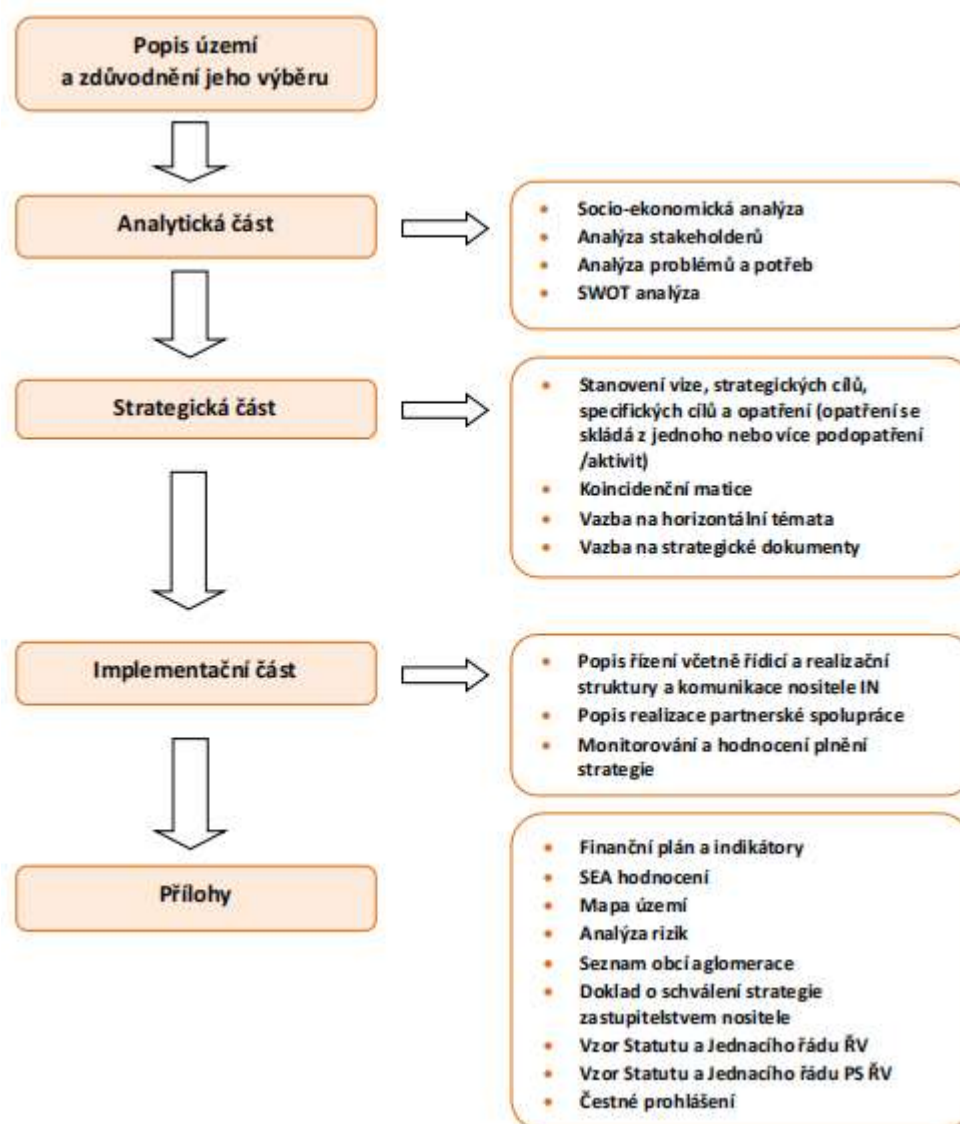 Popis území
a zdůvodnění jeho výběru
Analytická část
• Socio-ekonomická analýza
• Analýza stakeholderů
• Analýza problémů a potřeb
• SWOT analýza
Strategická část
• Stanovení vize, strategických cílů,
specifických cílů a opatření (opatření se
skládá z jednoho nebo více podopatření
/aktivit)
• Koincidenční matice
• Vazba na horizontální témata
• Vazba na strategické dokumenty
Implementační část
• Popis řízení včetně řídicí a realizační
struktury a komunikace nositele IN
• Popis realizace partnerské spolupráce
• Monitorování a hodnocení plnění
strategie
Přílohy
• Finanční plán a indikátory
• SEA hodnocení
• Mapa území
• Analýza rizik
• Seznam obcí aglomerace
• Doklad o schválení strategie
zastupitelstvem nositele
• Vzor Statutu a Jednacího řádu ŘV
• Vzor Statutu a Jednacího řádu PS ŘV
• Čestné prohlášení